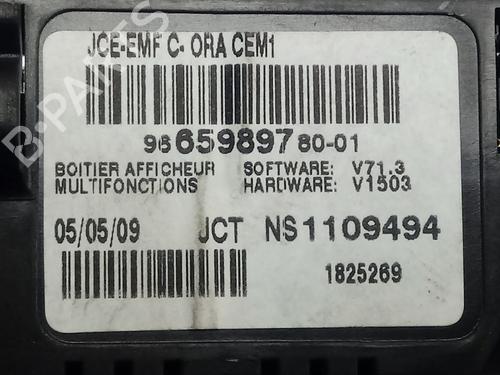 JCE-EMF C- ORA CEM1
96 659897 80-01
BOITIER AFFICHEUR SOFTWARE: V71.3
MULTIFONCTIONS HARDWARE: V1503
05/05/09 JCT NS1109494
1825269
B-PARTS